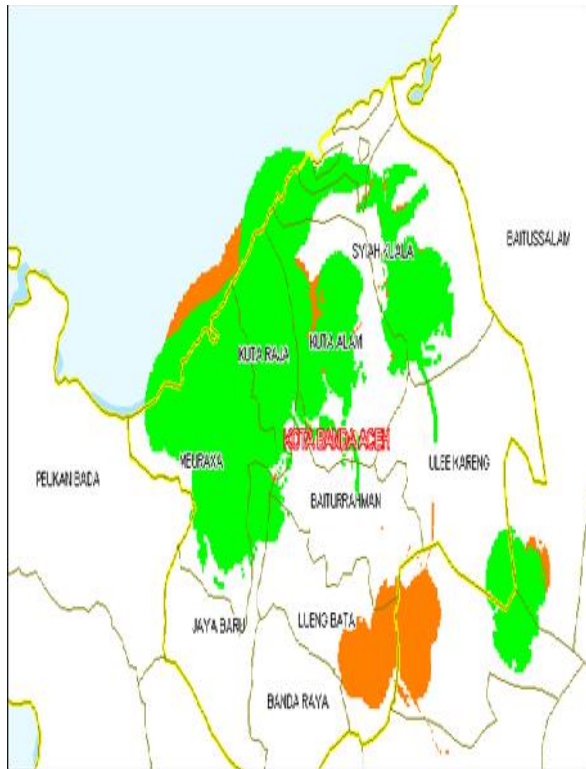 BAITUSSALAM
SYIAH KUALA
KUTA ALAM
KUTA RAJA
KOTA BANDA ACEH
MEURAXA
ULEE KARENG
PEUKAN BADA
BAITURRAHMAN
LUENG BATA
JAYA BARU
BANDA RAYA